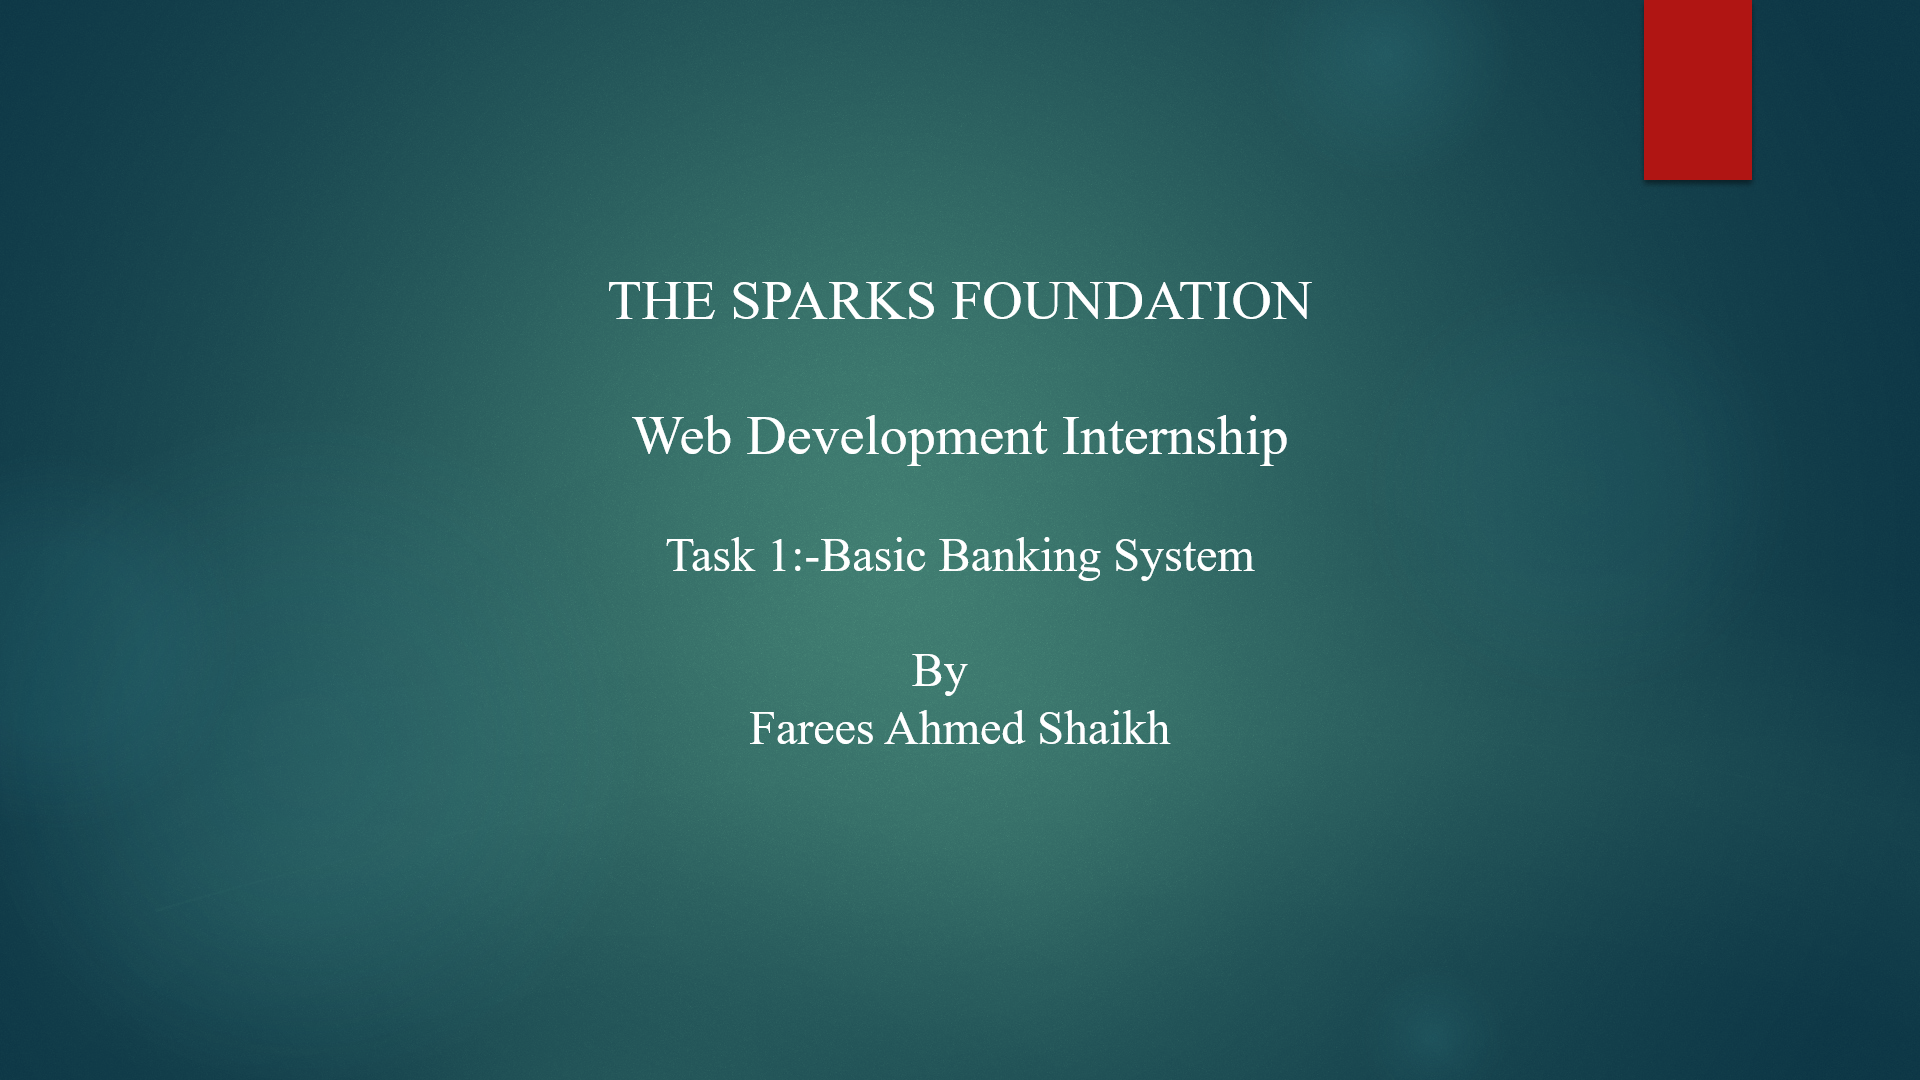 THE SPARKS FOUNDATION
Web Development Internship
Task 1:-Basic Banking System
By
Farees Ahmed Shaikh